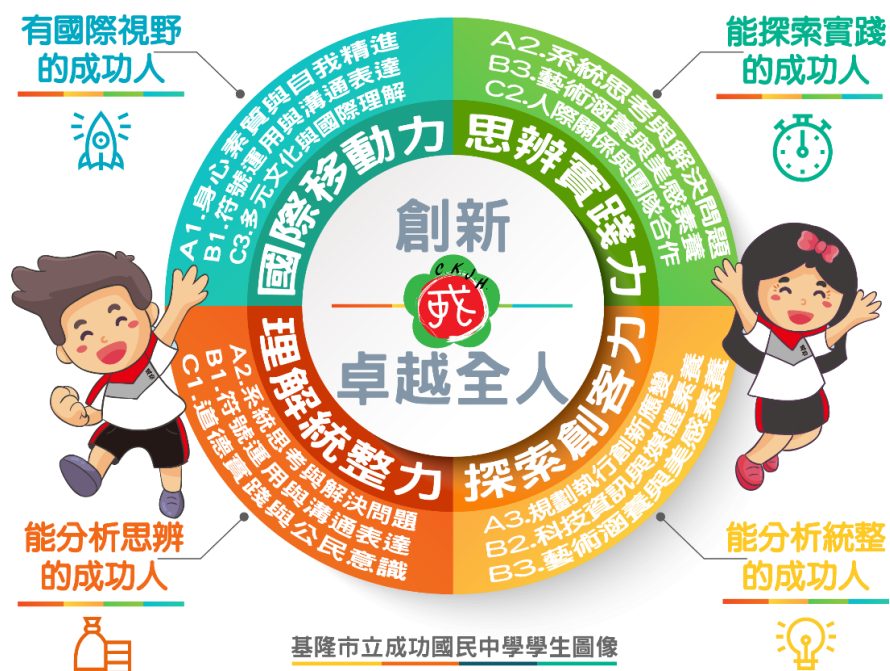 有國際視野
的成功人
能探索實踐
的成功人
A1.身心素質與自我精進
B1.符號運用與溝通表達
C3.多元文化與國際理解
國際移動力
A2.系統思考與解決問題
B3.藝術涵養與美感素養
C2.人際關係與團隊合作
思辨實踐力
創新
C.K.J.H.
卓越全人
理解統整力
A2.系統思考與解決問題
B1.符號運用與溝通表達
C1.道德實踐與公民意識
探索創客力
A3.規劃執行創新應變
B2.科技資訊與媒體素養
B3.藝術涵養與美感素養
能分析思辨
的成功人
能分析統整
的成功人
基隆市立成功國民中學學生圖像